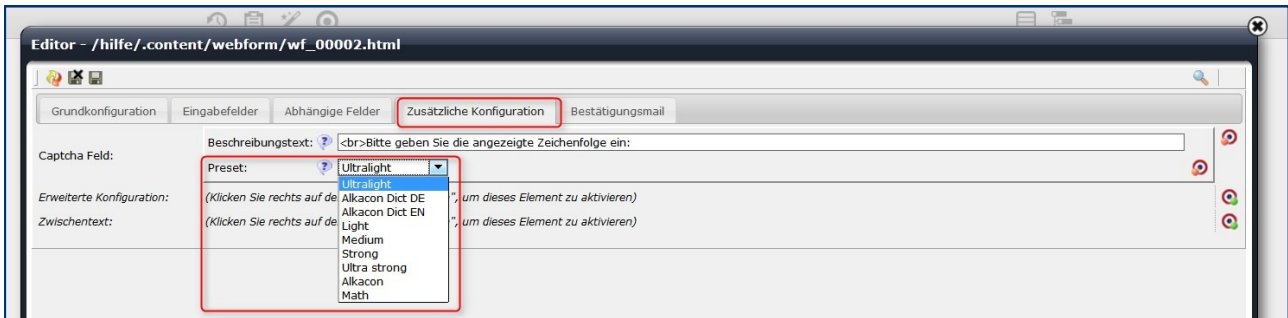 Editor - /hilfe/.content/webform/wf_00002.html
Grundkonfiguration Eingabefelder Abhängige Felder Zusätzliche Konfiguration Bestätigungsmail
Captcha Feld:
Beschreibungstext: ? <br>Bitte geben Sie die angezeigte Zeichenfolge ein:
Preset: ? Ultralight
Ultralight
Erweiterte Konfiguration: (Klicken Sie rechts auf de Alkacon Dict DE ", um dieses Element zu aktivieren)
Alkacon Dict EN
Zwischentext: (Klicken Sie rechts auf de Light ", um dieses Element zu aktivieren)
Medium
Strong
Ultra strong
Alkacon
Math